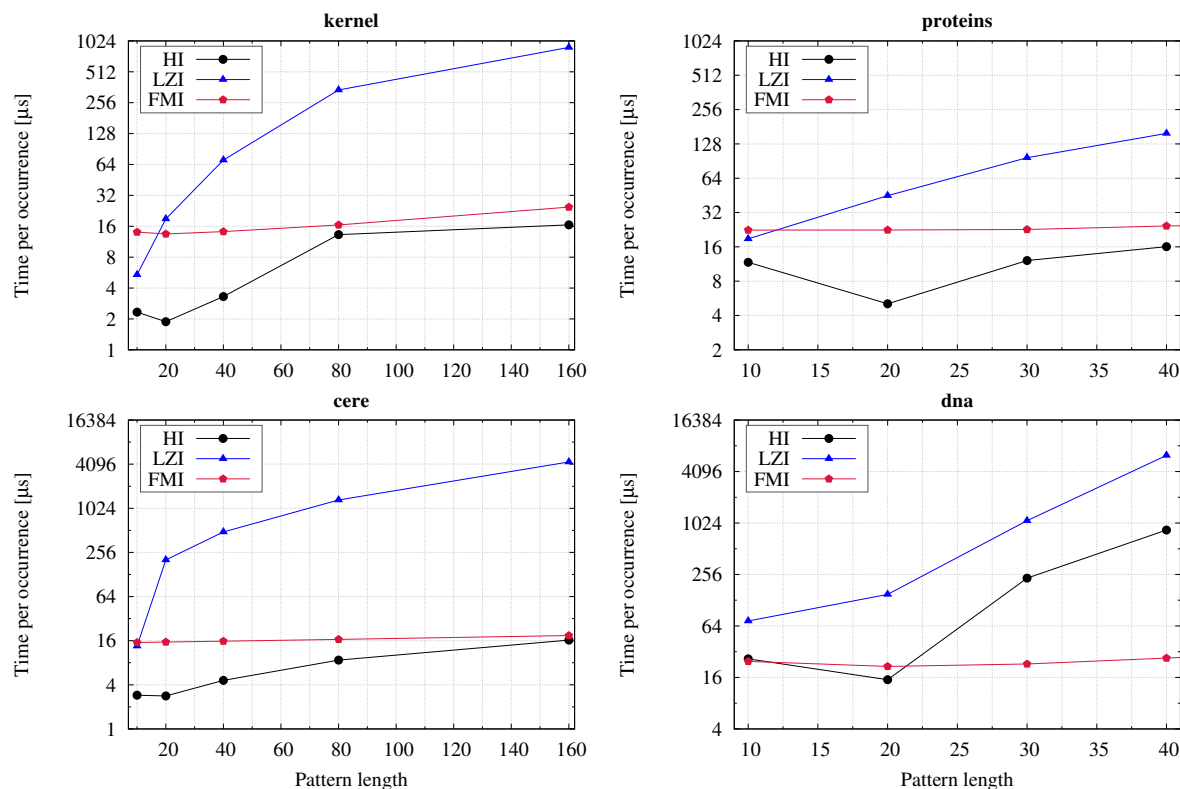 kernel
Time per occurrence [µs]
1024
512
256
128
64
32
16
8
4
2
1
HI
LZI
FMI
20 40 60 80 100 120 140 160
proteins
Time per occurrence [µs]
1024
512
256
128
64
32
16
8
4
2
HI
LZI
FMI
10 15 20 25 30 35 40
cere
Time per occurrence [µs]
16384
4096
1024
256
64
16
4
1
HI
LZI
FMI
20 40 60 80 100 120 140 160
Pattern length
dna
Time per occurrence [µs]
16384
4096
1024
256
64
16
4
HI
LZI
FMI
10 15 20 25 30 35 40
Pattern length